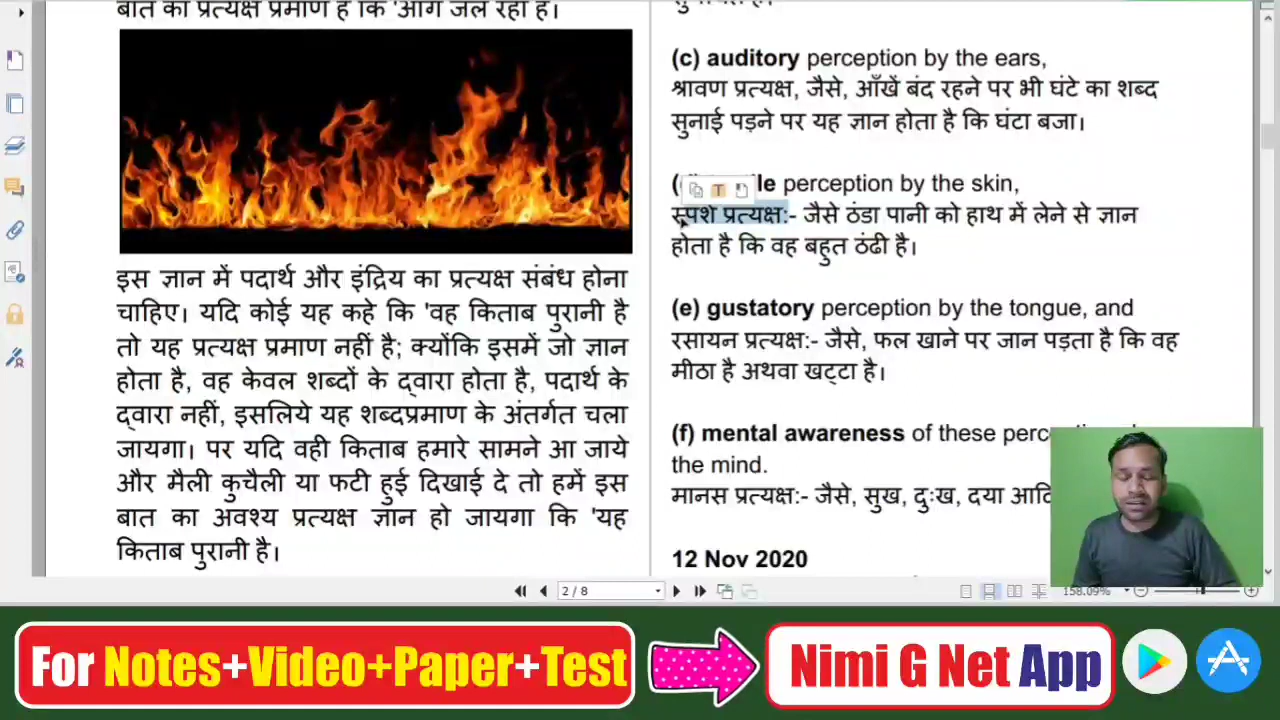 बात का प्रत्यक्ष प्रमाण है कि 'आग जल रही है।
इस ज्ञान में पदार्थ और इंद्रिय का प्रत्यक्ष संबंध होना
चाहिए। यदि कोई यह कहे कि 'वह किताब पुरानी है
तो यह प्रत्यक्ष प्रमाण नहीं है; क्योंकि इसमें जो ज्ञान
होता है, वह केवल शब्दों के द्वारा होता है, पदार्थ के
द्वारा नहीं, इसलिये यह शब्दप्रमाण के अंतर्गत चला
जायगा। पर यदि वही किताब हमारे सामने आ जाये
और मैली कुचैली या फटी हुई दिखाई दे तो हमें इस
बात का अवश्य प्रत्यक्ष ज्ञान हो जायगा कि 'यह
किताब पुरानी है।
(c) auditory perception by the ears,
श्रावण प्रत्यक्ष, जैसे, आँखें बंद रहने पर भी घंटे का शब्द
सुनाई पड़ने पर यह ज्ञान होता है कि घंटा बजा।
perception by the skin,
स्पर्श प्रत्यक्ष:- जैसे ठंडा पानी को हाथ में लेने से ज्ञान
होता है कि वह बहुत ठंढी है।
(e) gustatory perception by the tongue, and
रसायन प्रत्यक्ष:- जैसे, फल खाने पर जान पड़ता है कि वह
मीठा है अथवा खट्टा है।
(f) mental awareness of these
the mind.
मानस प्रत्यक्ष:- जैसे, सुख, दुःख, दया
12 Nov 2020
2 / 8
158.09%
For Notes+Video+Paper+Test
Nimi G Net App